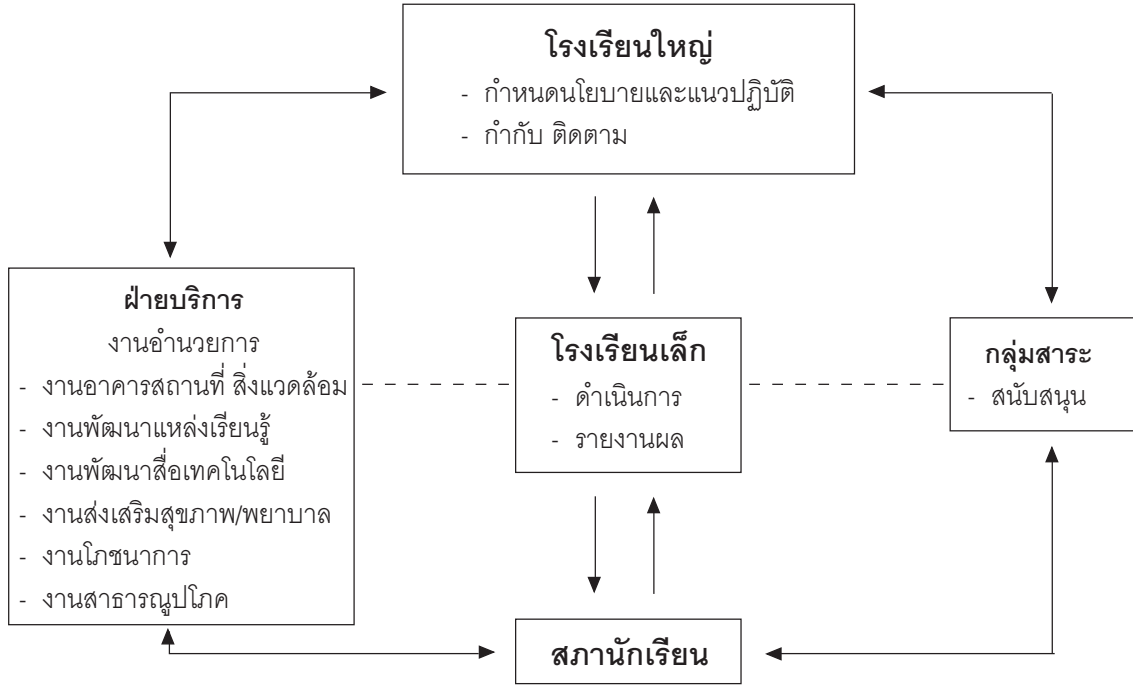 โรงเรียนใหญ่
- กำหนดนโยบายและแนวปฏิบัติ
- กำกับ ติดตาม
ฝ่ายบริการ
งานอำนวยการ
- งานอาคารสถานที่ สิ่งแวดล้อม
- งานพัฒนาแหล่งเรียนรู้
- งานพัฒนาสื่อเทคโนโลยี
- งานส่งเสริมสุขภาพ/พยาบาล
- งานโภชนาการ
- งานสาธารณูปโภค
โรงเรียนเล็ก
- ดำเนินการ
- รายงานผล
กลุ่มสาระ
- สนับสนุน
สภานักเรียน